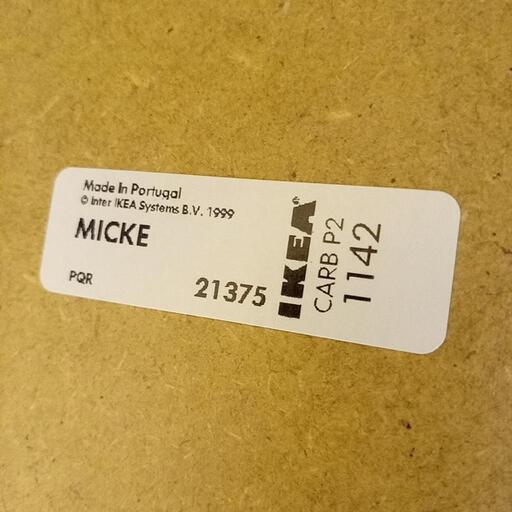 Made In Portugal
© Inter IKEA Systems B.V. 1999
MICKE
PQR
21375
IKEA®
CARB P2
1142